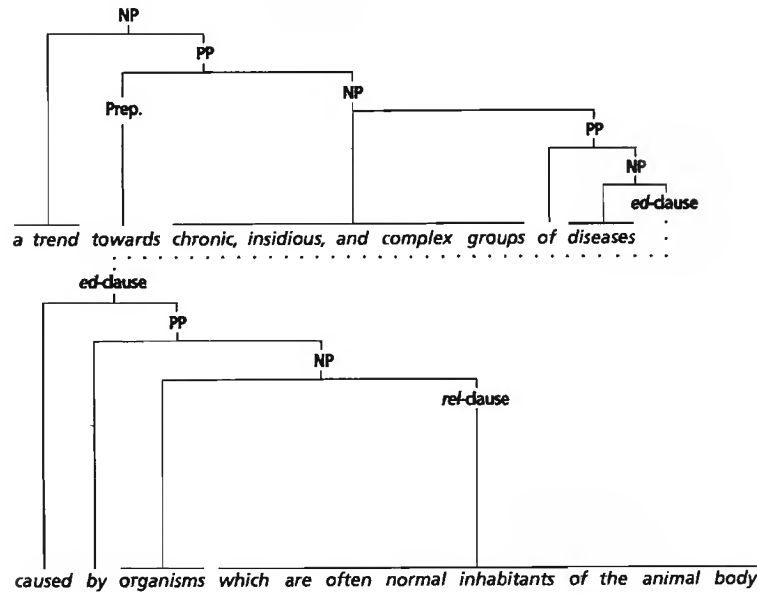 NP
PP
Prep.
NP
PP
NP
ed-clause
a trend towards chronic, insidious, and complex groups of diseases
ed-clause
PP
NP
rel-clause
caused by organisms which are often normal inhabitants of the animal body